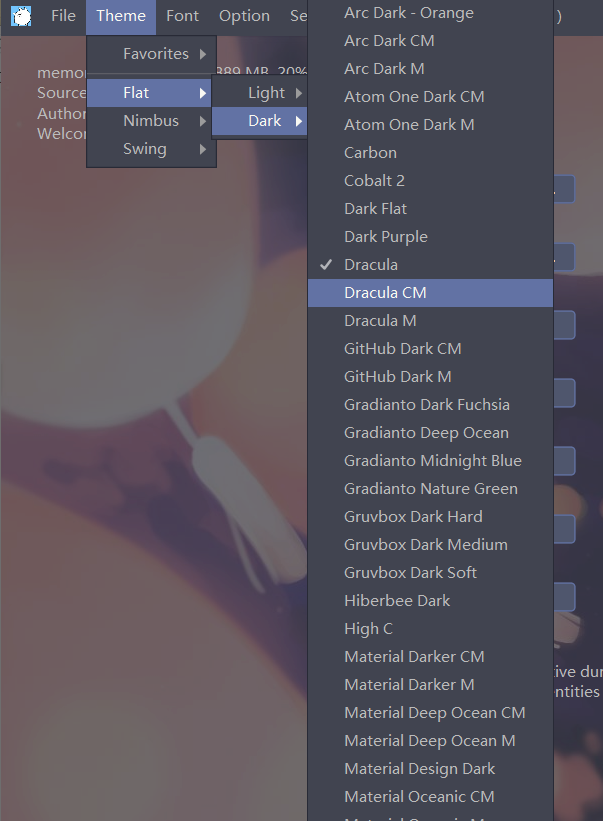 File Theme Font Option Se )
Favorites
memo 389 MB, 20%
Source
Author
Welcor
Flat
Nimbus
Swing
Light
Dark
Arc Dark - Orange
Arc Dark CM
Arc Dark M
Atom One Dark CM
Atom One Dark M
Carbon
Cobalt 2
Dark Flat
Dark Purple
Dracula
Dracula CM
Dracula M
GitHub Dark CM
GitHub Dark M
Gradianto Dark Fuchsia
Gradianto Deep Ocean
Gradianto Midnight Blue
Gradianto Nature Green
Gruvbox Dark Hard
Gruvbox Dark Medium
Gruvbox Dark Soft
Hiberbee Dark
High C
Material Darker CM
Material Darker M
Material Deep Ocean CM
Material Deep Ocean M
Material Design Dark
Material Oceanic CM
ive dur
entities